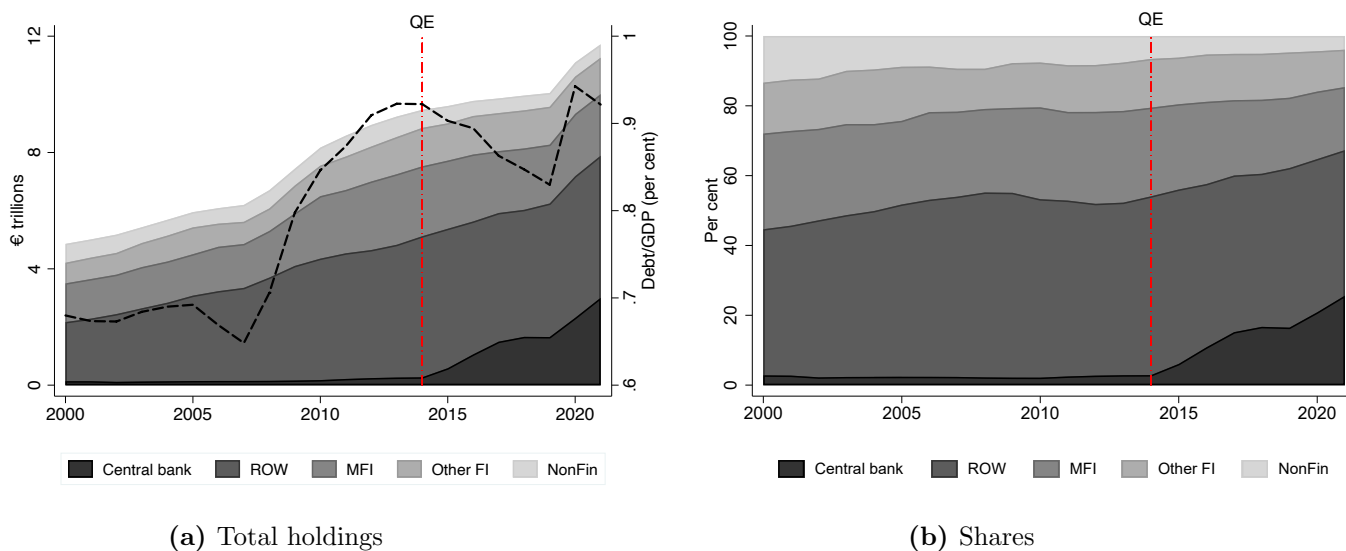 QE
12
8
4
0
€ trillions
1
.9
.8
.7
.6
Debt/GDP (per cent)
2000 2005 2010 2015 2020
Central bank ROW MFI Other FI NonFin
(a) Total holdings
QE
100
80
60
40
20
0
Per cent
2000 2005 2010 2015 2020
Central bank ROW MFI Other FI NonFin
(b) Shares